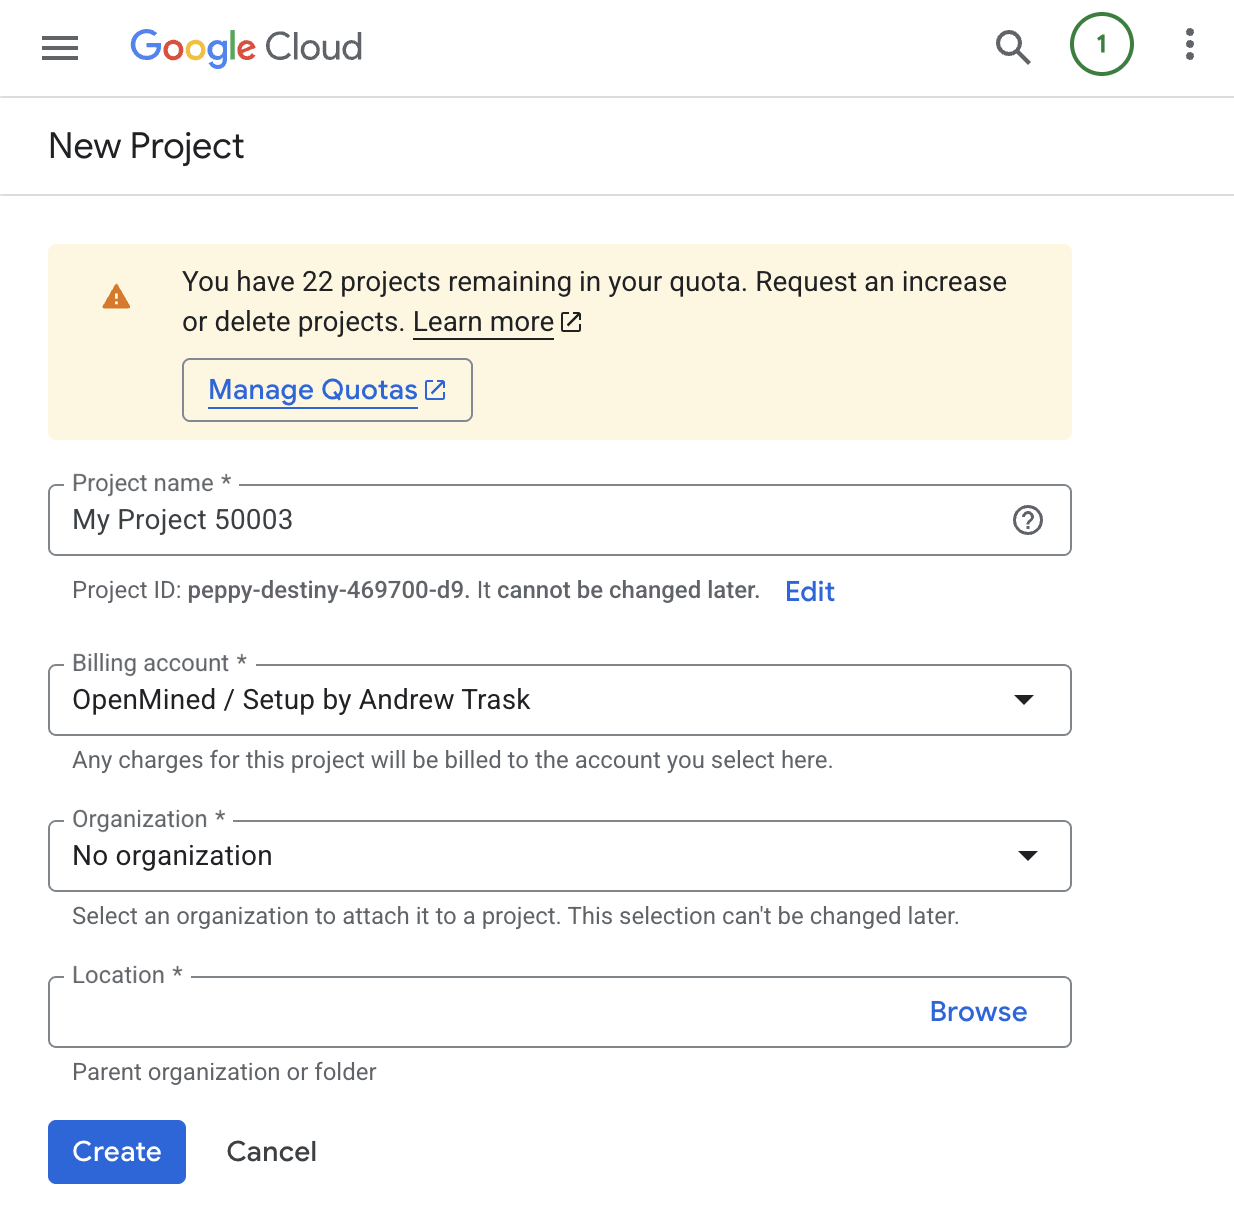 Google Cloud
1
New Project
You have 22 projects remaining in your quota. Request an increase
or delete projects. Learn more
Manage Quotas
Project name *
My Project 50003
Project ID: peppy-destiny-469700-d9. It cannot be changed later. Edit
Billing account *
OpenMined / Setup by Andrew Trask
Any charges for this project will be billed to the account you select here.
Organization *
No organization
Select an organization to attach it to a project. This selection can't be changed later.
Location *
Browse
Parent organization or folder
Create Cancel